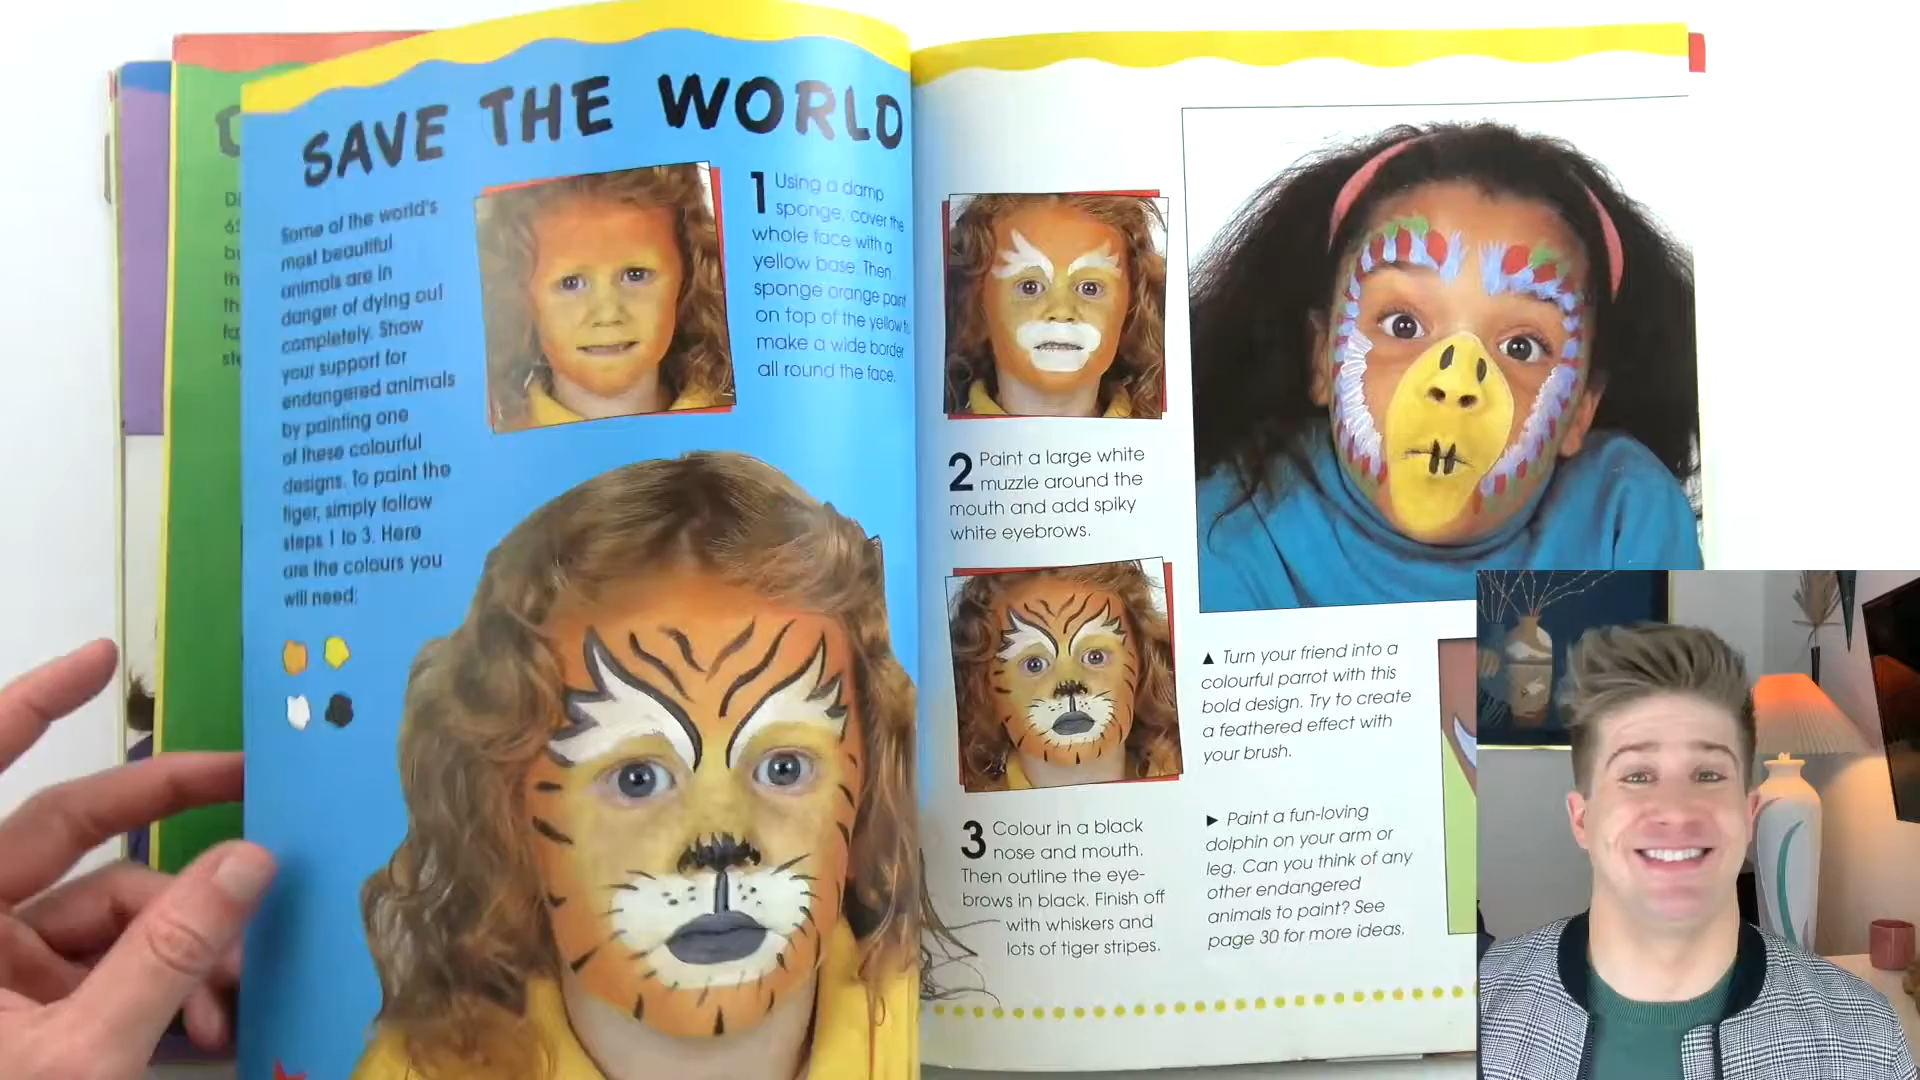 SAVE THE WORLD
Some of the world's
most beautiful
animals are in
danger of dying out
completely. Show
your support for
endangered animals
by painting one
of these colourful
designs. To paint the
tiger, simply follow
steps 1 to 3. Here
are the colours you
will need:
1 Using a damp
sponge, cover the
whole face with a
yellow base. Then
sponge orange paint
on top of the yellow to
make a wide border
all round the face.
2 Paint a large white
muzzle around the
mouth and add spiky
white eyebrows.
3 Colour in a black
nose and mouth.
Then outline the eye-
brows in black. Finish off
with whiskers and
lots of tiger stripes.
▲ Turn your friend into a
colourful parrot with this
bold design. Try to create
a feathered effect with
your brush.
► Paint a fun-loving
dolphin on your arm or
leg. Can you think of any
other endangered
animals to paint? See
page 30 for more ideas.